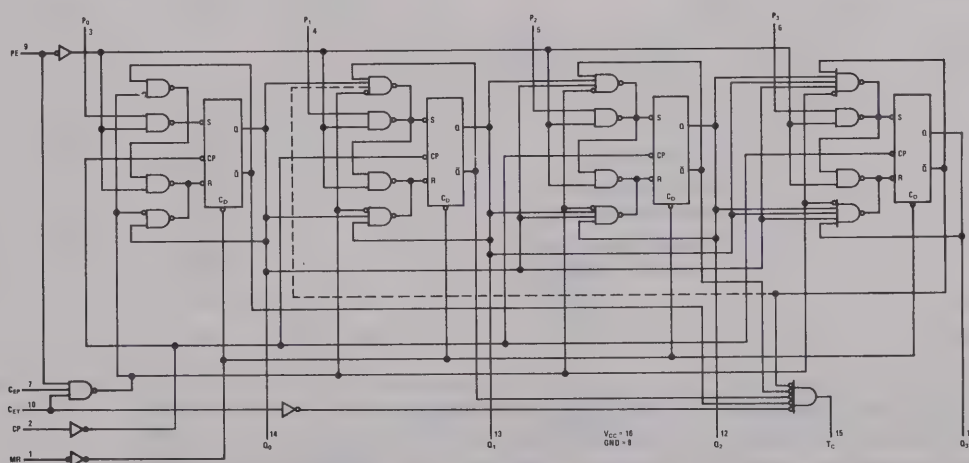 P0
3
P1
4
P2
5
P3
6
PE 9
S
Q
CP
R
Q̄
CD
S
Q
CP
R
Q̄
CD
S
Q
CP
R
Q̄
CD
S
Q
CP
R
Q̄
CD
CEP 7
CET 10
CP 2
MR 1
14
Q0
13
Q1
VCC = 16
GND = 8
12
Q2
15
TC
Q3